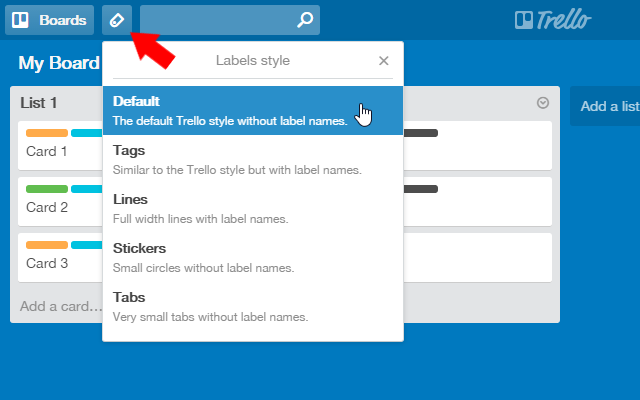 Boards
Trello
My Board
Labels style
List 1
Default
The default Trello style without label names.
Add a list
Card 1
Tags
Similar to the Trello style but with label names.
Lines
Full width lines with label names.
Card 2
Stickers
Small circles without label names.
Card 3
Tabs
Very small tabs without label names.
Add a card...